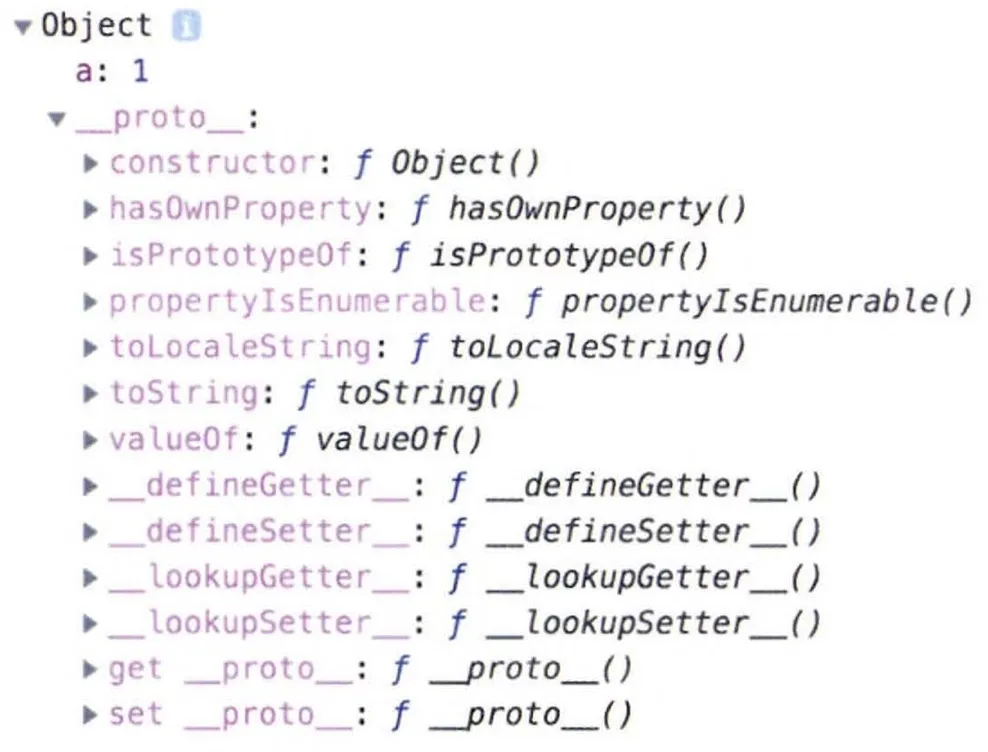 ▼Object i
a: 1
▼__proto__:
▶constructor: ƒ Object()
▶hasOwnProperty: ƒ hasOwnProperty()
▶isPrototypeOf: ƒ isPrototypeOf()
▶propertyIsEnumerable: ƒ propertyIsEnumerable()
▶toLocaleString: ƒ toLocaleString()
▶toString: ƒ toString()
▶valueOf: ƒ valueOf()
▶__defineGetter__: ƒ __defineGetter__()
▶__defineSetter__: ƒ __defineSetter__()
▶__lookupGetter__: ƒ __lookupGetter__()
▶__lookupSetter__: ƒ __lookupSetter__()
▶get __proto__: ƒ __proto__()
▶set __proto__: ƒ __proto__()